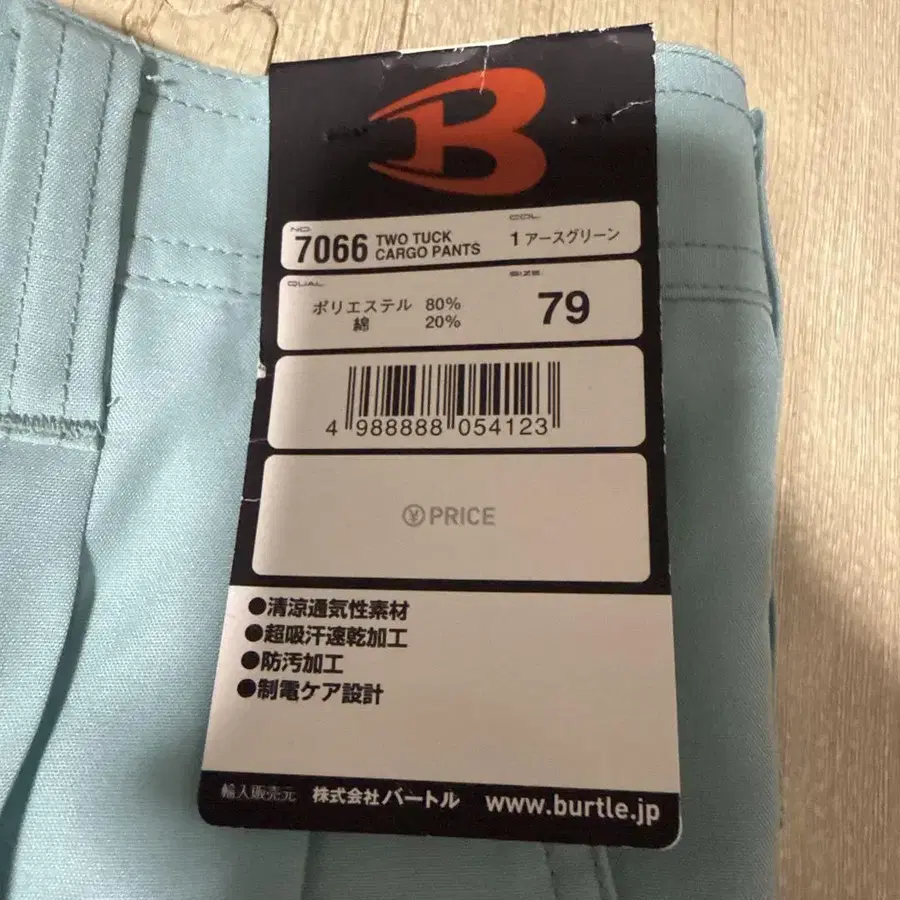 B
NO. COL.
7066 TWO TUCK CARGO PANTS 1 アースグリーン
QUAL. SIZE.
ポリエステル 80% 79
綿 20%
4 988888 054123
¥PRICE
●清涼通気性素材
●超吸汗速乾加工
●防汚加工
●制電ケア設計
輸入販売元 株式会社バートル www.burtle.jp